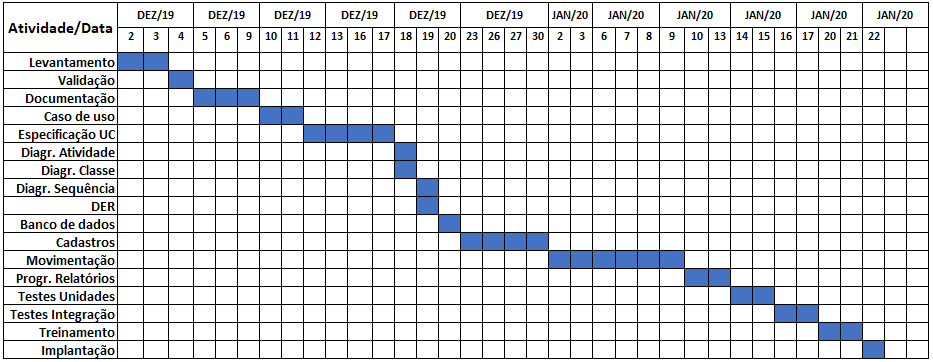 DEZ/19 DEZ/19 DEZ/19 DEZ/19 DEZ/19 DEZ/19 JAN/20 JAN/20 JAN/20 JAN/20 JAN/20 JAN/20
Atividade/Data
2 3 4 5 6 9 10 11 12 13 16 17 18 19 20 23 26 27 30 2 3 6 7 8 9 10 13 14 15 16 17 20 21 22
Levantamento
Validação
Documentação
Caso de uso
Especificação UC
Diagr. Atividade
Diagr. Classe
Diagr. Sequência
DER
Banco de dados
Cadastros
Movimentação
Progr. Relatórios
Testes Unidades
Testes Integração
Treinamento
Implantação